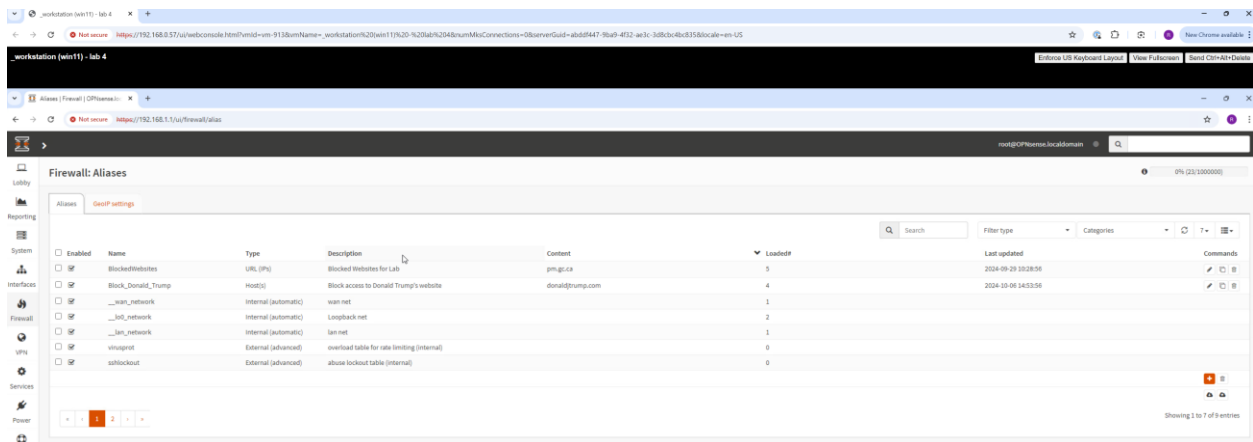 _workstation (win11) - lab 4
Not secure https://192.168.0.57/ui/webconsole.html?vmId=vm-913&vmName=_workstation%20(win11)%20-%20lab%204&numMksConnections=0&serverGuid=abddf447-9ba9-4f32-ae3c-3d8cbc4bc835&locale=en-US New Chrome available
_workstation (win11) - lab 4 Enforce US Keyboard Layout View Fullscreen Send Ctrl+Alt+Delete
Aliases | Firewall | OPNsense.loc
Not secure https://192.168.1.1/ui/firewall/alias
root@OPNsense.localdomain
Lobby
Reporting
System
Interfaces
Firewall
VPN
Services
Power
Firewall: Aliases 0% (23/1000000)
Aliases GeoIP settings
Search Filter type Categories 7
Enabled Name Type Description Content Loaded# Last updated Commands
BlockedWebsites URL (IPs) Blocked Websites for Lab pm.gc.ca 5 2024-09-29 10:28:50
Block_Donald_Trump Host(s) Block access to Donald Trump's website donaldjtrump.com 4 2024-10-06 14:53:56
__wan_network Internal (automatic) wan net 1
__lo0_network Internal (automatic) Loopback net 2
__lan_network Internal (automatic) lan net 1
virusprot External (advanced) overload table for rate limiting (internal) 0
sshlockout External (advanced) abuse lockout table (internal) 0
« ‹ 1 2 › » Showing 1 to 7 of 9 entries